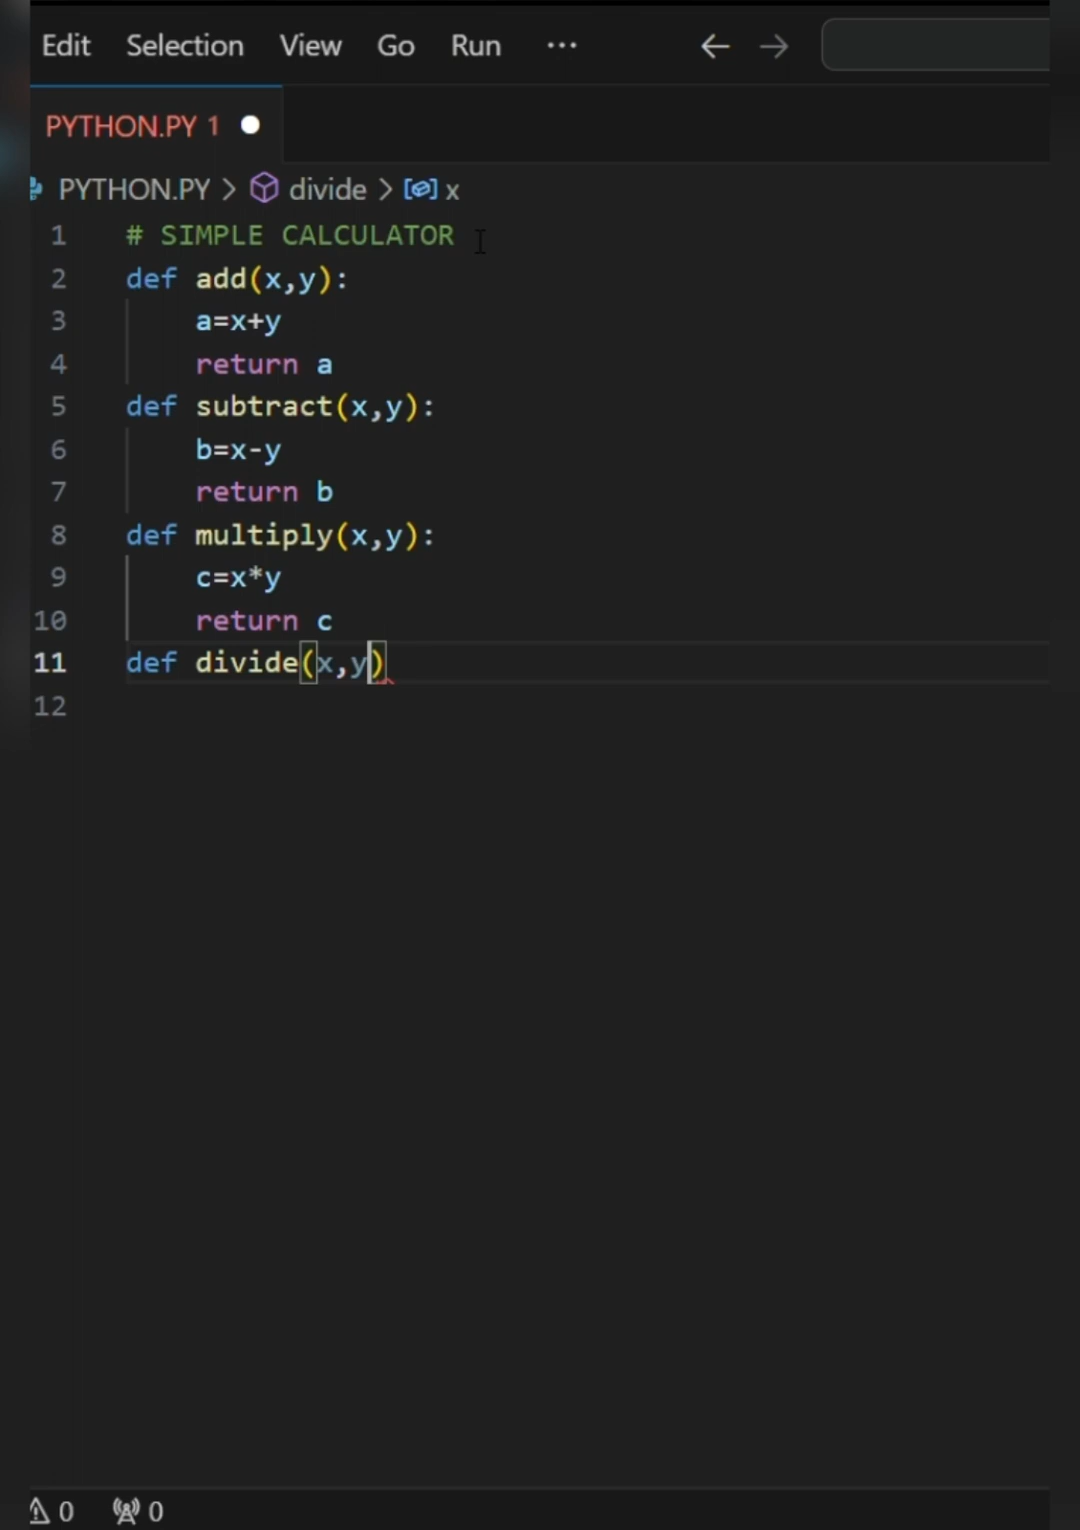 Edit Selection View Go Run ...
PYTHON.PY 1
PYTHON.PY > divide > x
1 # SIMPLE CALCULATOR
2 def add(x,y):
3     a=x+y
4     return a
5 def subtract(x,y):
6     b=x-y
7     return b
8 def multiply(x,y):
9     c=x*y
10     return c
11 def divide(x,y)
12
0 0